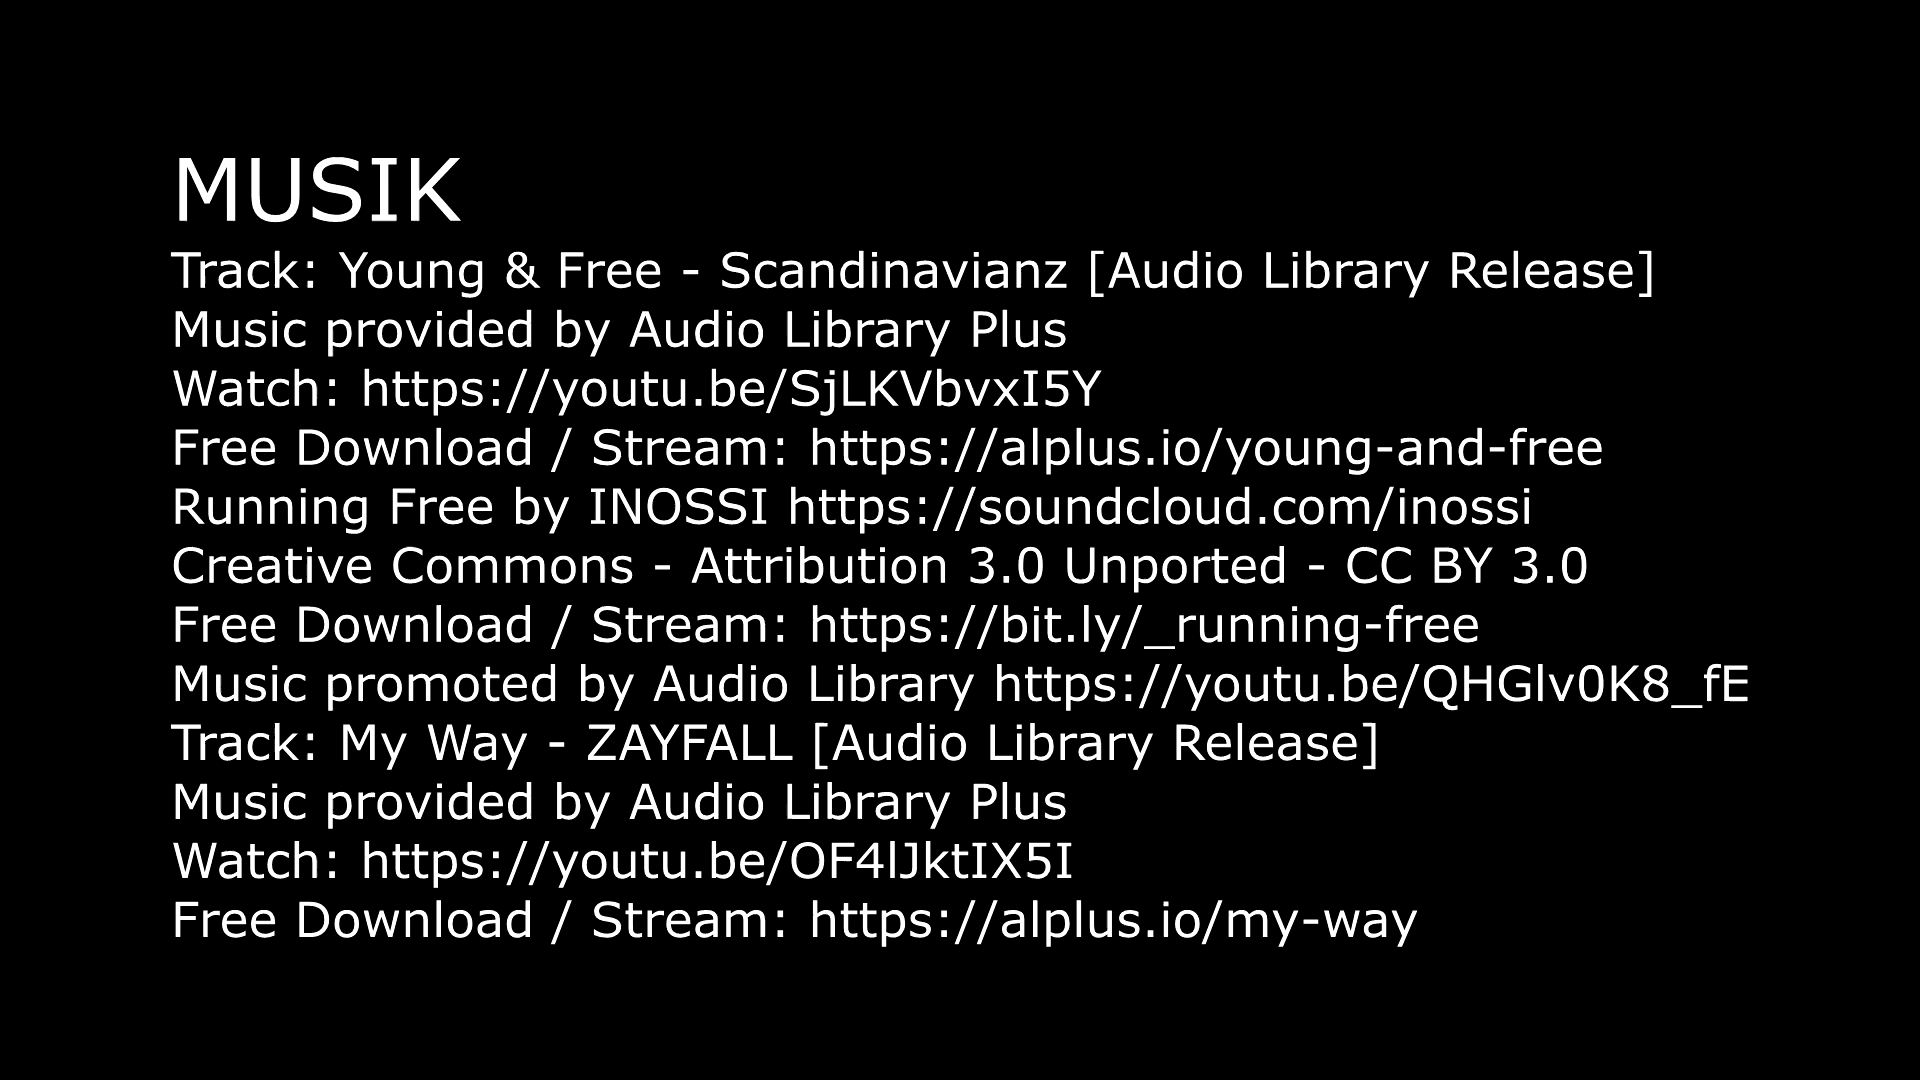 MUSIK
Track: Young & Free - Scandinavianz [Audio Library Release]
Music provided by Audio Library Plus
Watch: https://youtu.be/SjLKVbvxI5Y
Free Download / Stream: https://alplus.io/young-and-free
Running Free by INOSSI https://soundcloud.com/inossi
Creative Commons - Attribution 3.0 Unported - CC BY 3.0
Free Download / Stream: https://bit.ly/_running-free
Music promoted by Audio Library https://youtu.be/QHGlv0K8_fE
Track: My Way - ZAYFALL [Audio Library Release]
Music provided by Audio Library Plus
Watch: https://youtu.be/OF4lJktIX5I
Free Download / Stream: https://alplus.io/my-way